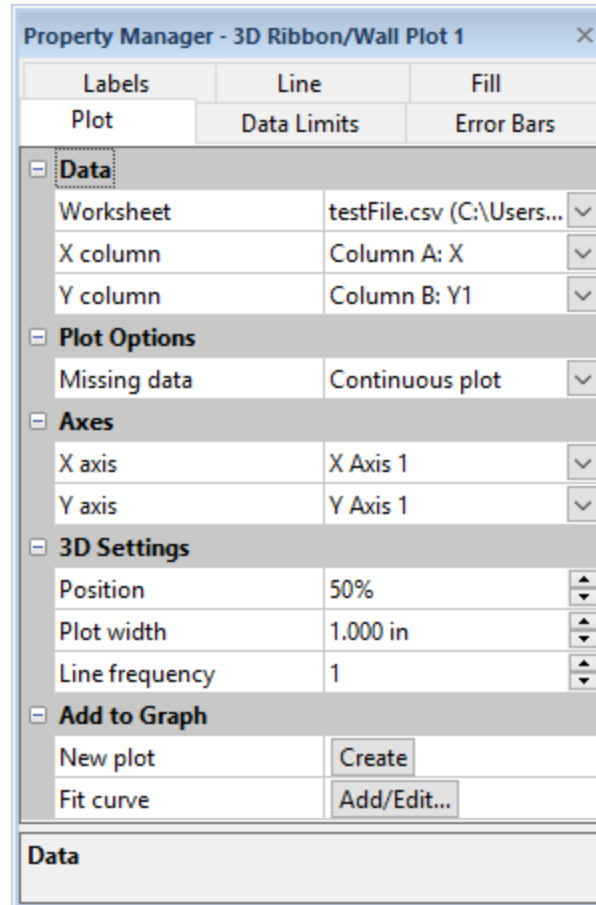 Property Manager - 3D Ribbon/Wall Plot 1
Labels Line Fill
Plot Data Limits Error Bars
Data
Worksheet testFile.csv (C:\Users...
X column Column A: X
Y column Column B: Y1
Plot Options
Missing data Continuous plot
Axes
X axis X Axis 1
Y axis Y Axis 1
3D Settings
Position 50%
Plot width 1.000 in
Line frequency 1
Add to Graph
New plot Create
Fit curve Add/Edit...
Data